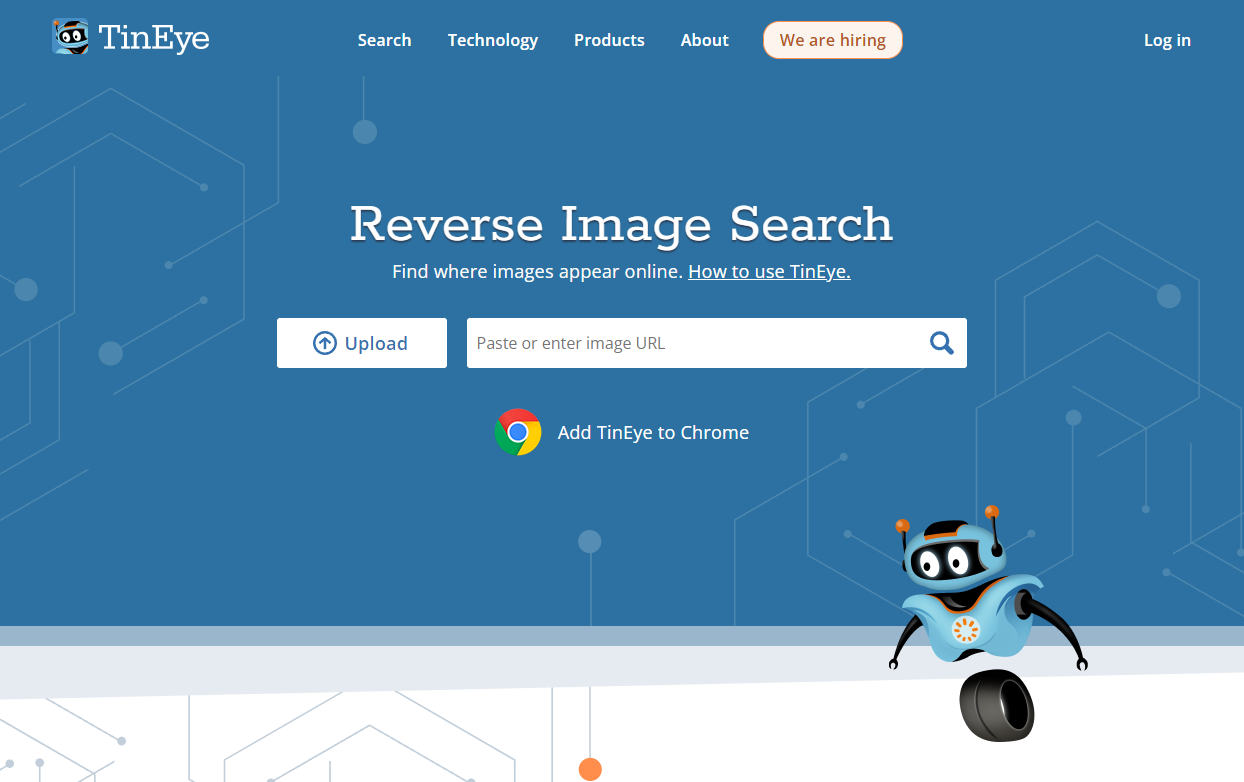 TinEye
Search Technology Products About We are hiring Log in
Reverse Image Search
Find where images appear online. How to use TinEye.
Upload Paste or enter image URL
Add TinEye to Chrome